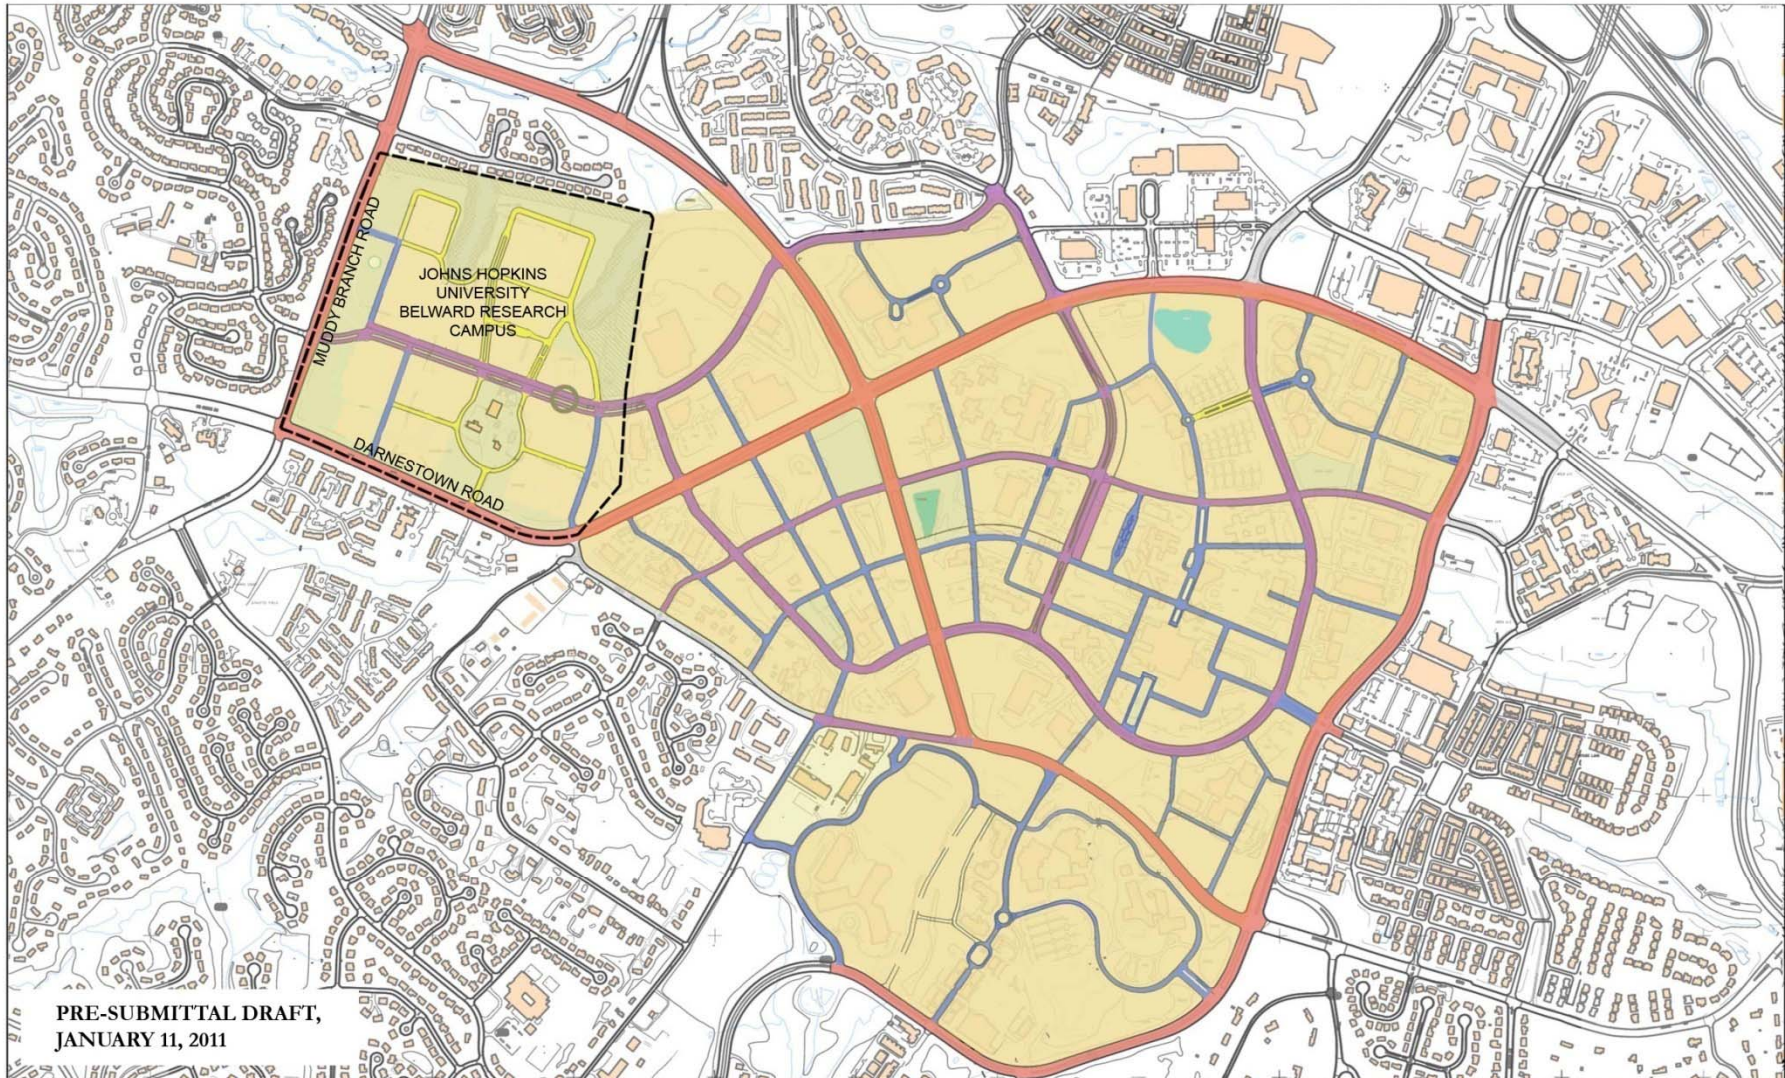 MUDDY BRANCH ROAD
JOHNS HOPKINS
UNIVERSITY
BELWARD RESEARCH
CAMPUS
DARNESTOWN ROAD
PRE-SUBMITTAL DRAFT,
JANUARY 11, 2011